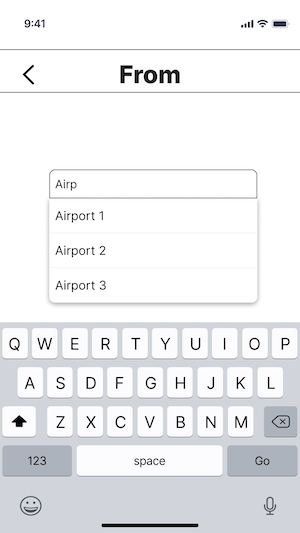 9:41
From
Airp
Airport 1
Airport 2
Airport 3
Q W E R T Y U I O P
A S D F G H J K L
Z X C V B N M
123 space Go